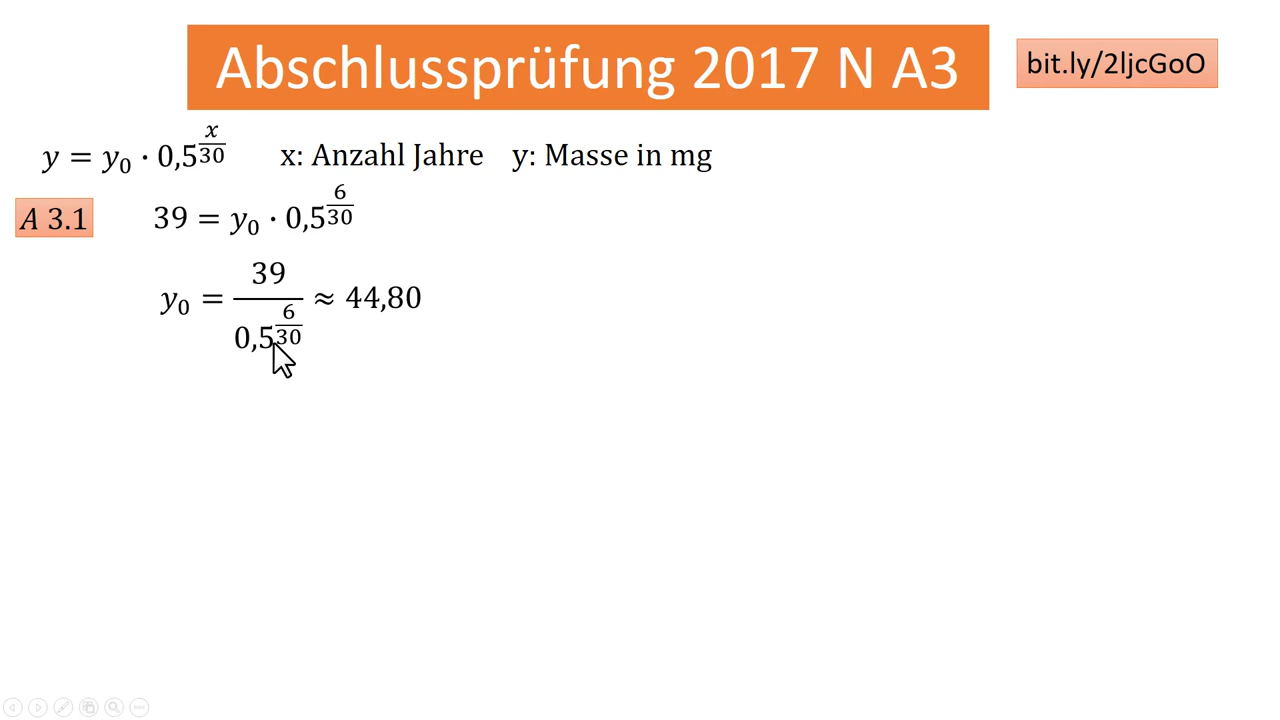 Abschlussprüfung 2017 N A3
bit.ly/2ljcGoO
y = y₀ · 0,5^(x/30) x: Anzahl Jahre y: Masse in mg
A 3.1
39 = y₀ · 0,5^(6/30)
y₀ = 39/0,5^(6/30) ≈ 44,80